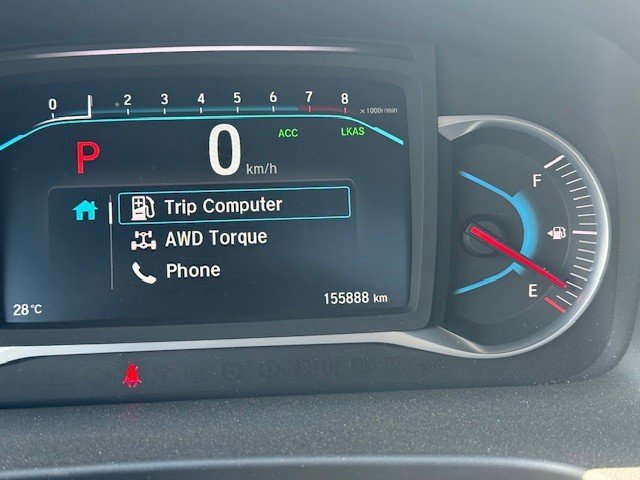 0 2 3 4 5 6 7 8 ×1000r/min
P 0 km/h ACC LKAS
Trip Computer
AWD Torque
Phone
28°C 155888 km
F
E